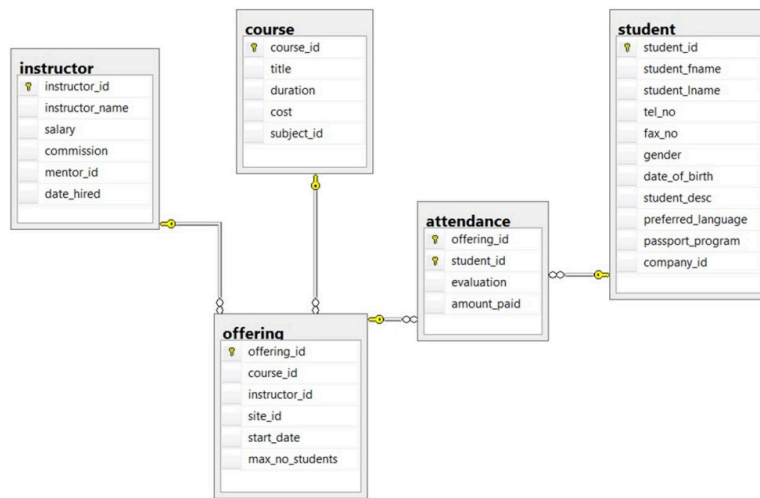 instructor
instructor_id
instructor_name
salary
commission
mentor_id
date_hired
course
course_id
title
duration
cost
subject_id
offering
offering_id
course_id
instructor_id
site_id
start_date
max_no_students
attendance
offering_id
student_id
evaluation
amount_paid
student
student_id
student_fname
student_lname
tel_no
fax_no
gender
date_of_birth
student_desc
preferred_language
passport_program
company_id